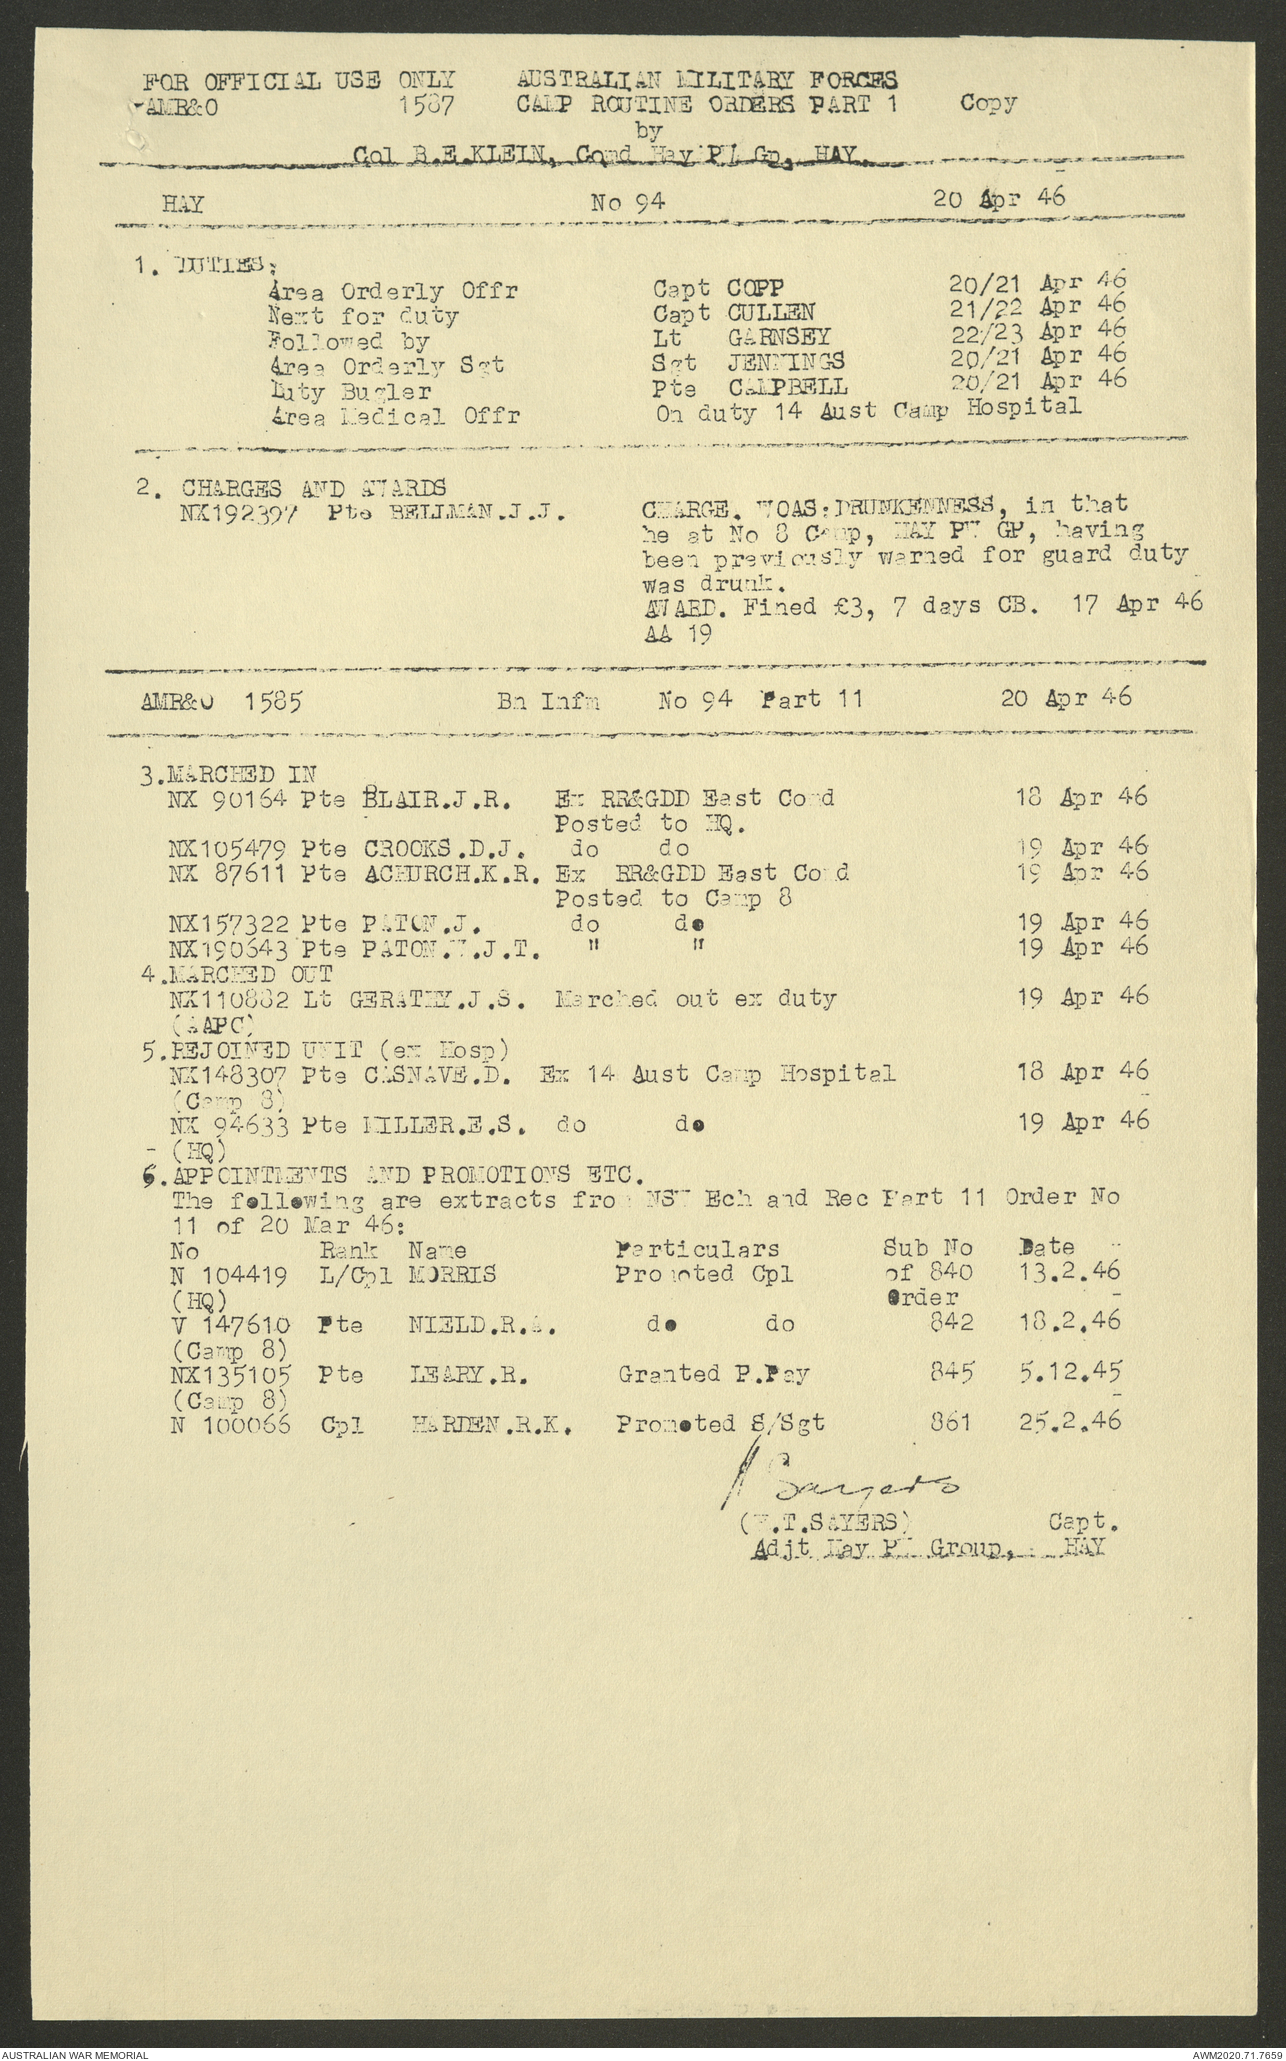 FOR OFFICIAL USE ONLY AUSTRALIAN MILITARY FORCES
AMR&O 1587 CAMP ROUTINE ORDERS PART 1 Copy
by
Col R.E.KLEIN, Comd Hay PW Gp, HAY.
HAY No 94 20 Apr 46
1. DUTIES:
Area Orderly Offr Capt COPP 20/21 Apr 46
Next for duty Capt CULLEN 21/22 Apr 46
Followed by Lt GARNSEY 22/23 Apr 46
Area Orderly Sgt Sgt JENNINGS 20/21 Apr 46
Duty Bugler Pte CAMPBELL 20/21 Apr 46
Area Medical Offr On duty 14 Aust Camp Hospital
2. CHARGES AND AWARDS
NX192397 Pte BELLMAN.J.J. CHARGE. WOAS:DRUNKENNESS, in that
he at No 8 Camp, HAY PW GP, having
been previously warned for guard duty
was drunk.
AWARD. Fined £3, 7 days CB. 17 Apr 46
AA 19
AMR&O 1585 Bn Infm No 94 Part 11 20 Apr 46
3.MARCHED IN
NX 90164 Pte BLAIR.J.R. Ex RR&GDD East Comd 18 Apr 46
Posted to HQ.
NX105479 Pte CROOKS.D.J. do do 19 Apr 46
NX 87611 Pte ACHURCH.K.R. Ex RR&GDD East Comd 19 Apr 46
Posted to Camp 8
NX157322 Pte PATON.J. do do 19 Apr 46
NX190643 Pte PATON.W.J.T. " " 19 Apr 46
4.MARCHED OUT
NX110882 Lt GERATHY.J.S. Marched out ex duty 19 Apr 46
(AAPC)
5.REJOINED UNIT (ex Hosp)
NX148307 Pte CASNAVE.D. Ex 14 Aust Camp Hospital 18 Apr 46
(Camp 8)
NX 94633 Pte MILLER.E.S. do do 19 Apr 46
(HQ)
6.APPOINTMENTS AND PROMOTIONS ETC.
The following are extracts from NSW Ech and Rec Part 11 Order No
11 of 20 Mar 46:
No Rank Name Particulars Sub No Date
N 104419 L/Cpl MORRIS Promoted Cpl of 840 13.2.46
(HQ) Order
V 147610 Pte NIELD.R.A. do do 842 18.2.46
(Camp 8)
NX135105 Pte LEARY.R. Granted P.Pay 845 5.12.45
(Camp 8)
N 100066 Cpl HARDEN.R.K. Promoted S/Sgt 861 25.2.46
Sayers
.T.SAYERS) Capt.
Adjt Hay PW Group, HAY
AUSTRALIAN WAR MEMORIAL AWM2020.71.7659